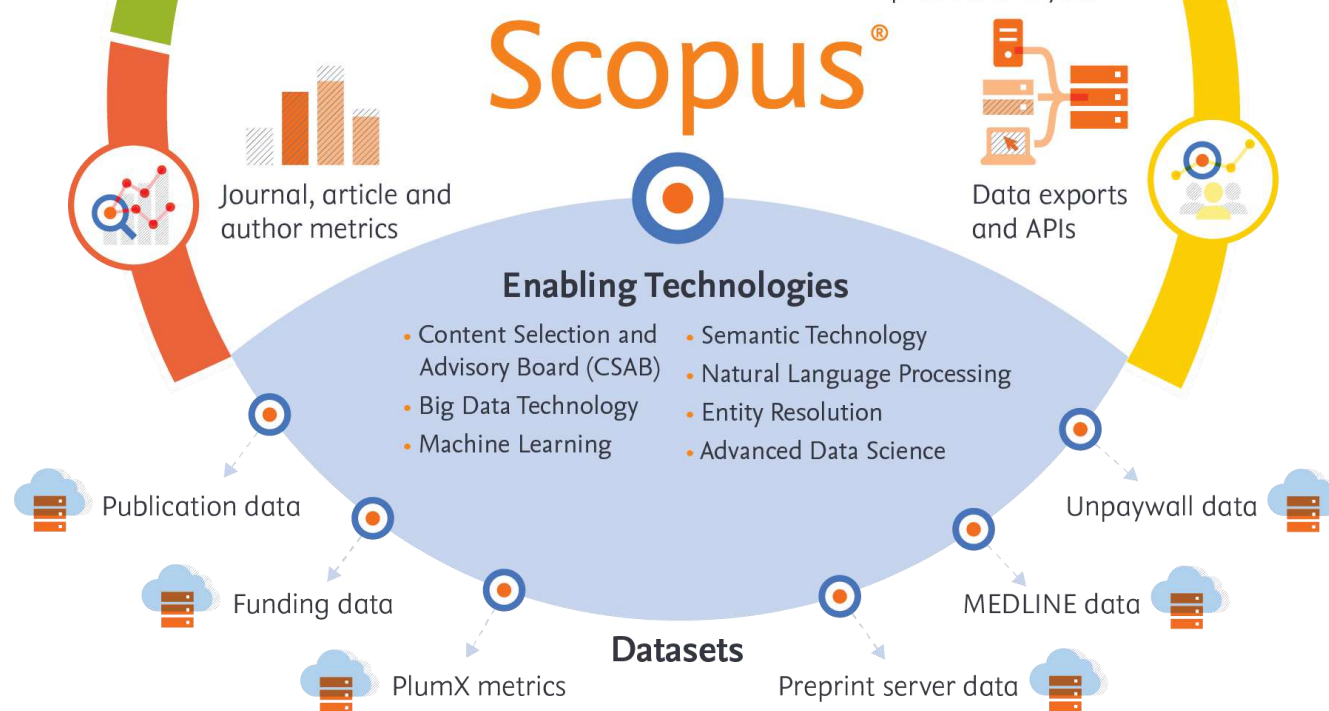 Scopus®
Journal, article and
author metrics
Data exports
and APIs
Enabling Technologies
• Content Selection and
Advisory Board (CSAB)
• Big Data Technology
• Machine Learning
• Semantic Technology
• Natural Language Processing
• Entity Resolution
• Advanced Data Science
Publication data
Unpaywall data
Funding data
MEDLINE data
Datasets
PlumX metrics
Preprint server data